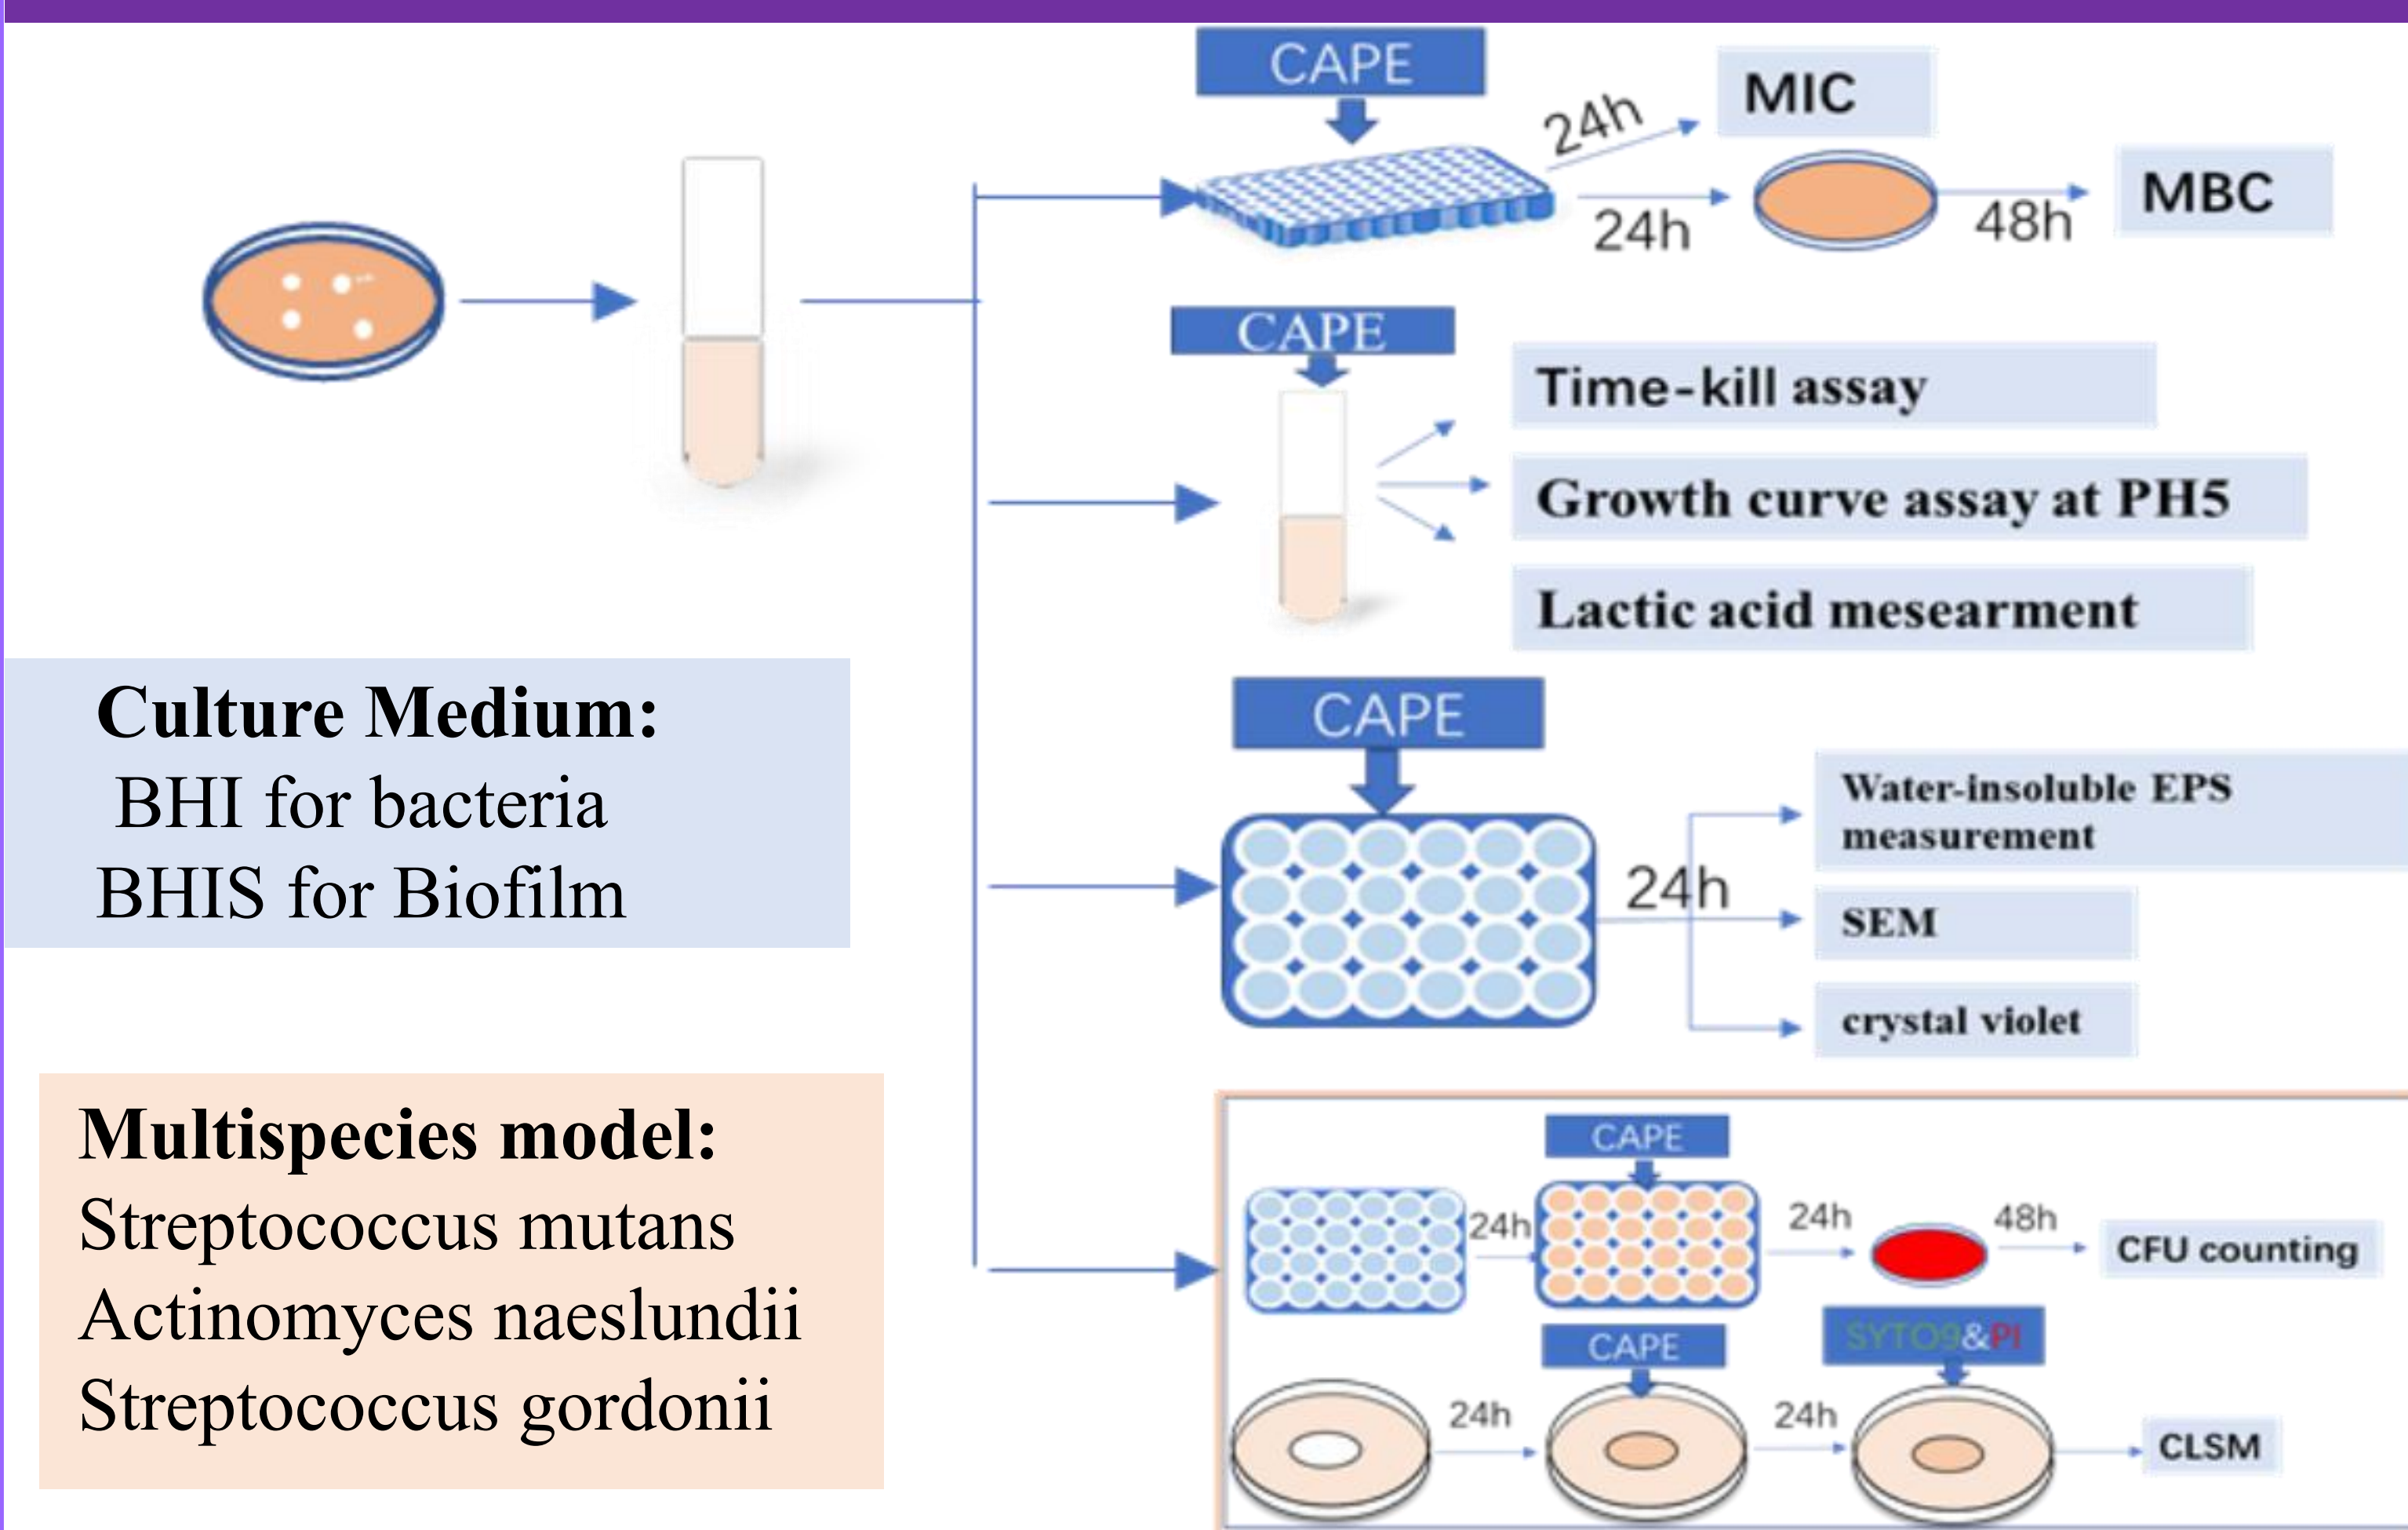 CAPE
24h
MIC
24h
48h
MBC
CAPE
Time-kill assay
Growth curve assay at PH5
Lactic acid mesearment
Culture Medium:
BHI for bacteria
BHIS for Biofilm
CAPE
24h
Water-insoluble EPS
measurement
SEM
crystal violet
Multispecies model:
Streptococcus mutans
Actinomyces naeslundii
Streptococcus gordonii
CAPE
24h
24h
48h
CFU counting
CAPE
SYTO9&PI
24h
24h
CLSM